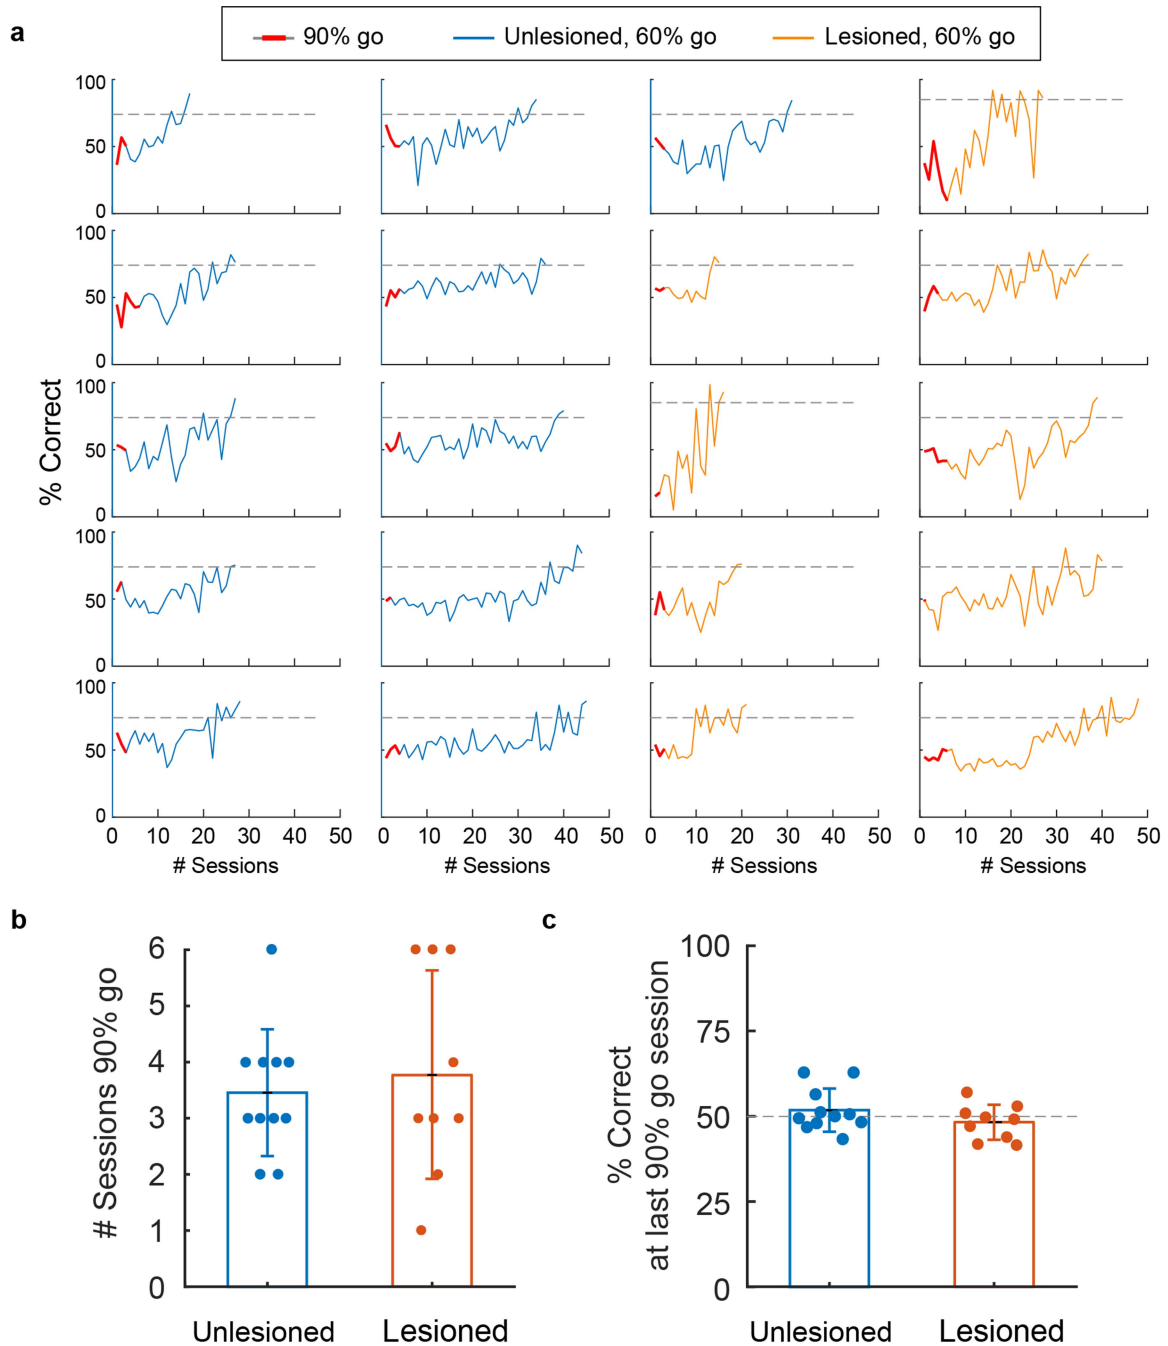 a
90% go Unlesioned, 60% go Lesioned, 60% go
100
50
0
100
50
0
% Correct
100
50
0
100
50
0
100
50
0
0 10 20 30 40 50 0 10 20 30 40 50 0 10 20 30 40 50 0 10 20 30 40 50
# Sessions # Sessions # Sessions # Sessions
b
# Sessions 90% go
6
5
4
3
2
1
0
Unlesioned Lesioned
c
% Correct
at last 90% go session
100
75
50
25
0
Unlesioned Lesioned